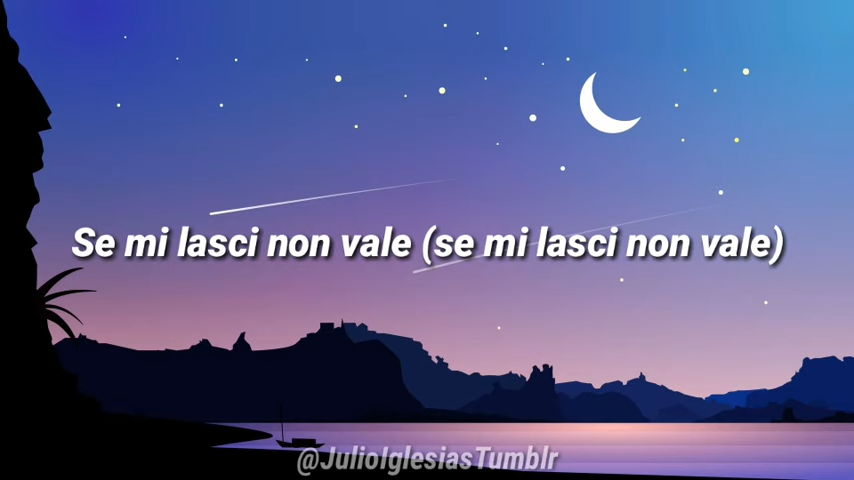 Se mi lasci non vale (se mi lasci non vale)
@JulioIglesiasTumblr